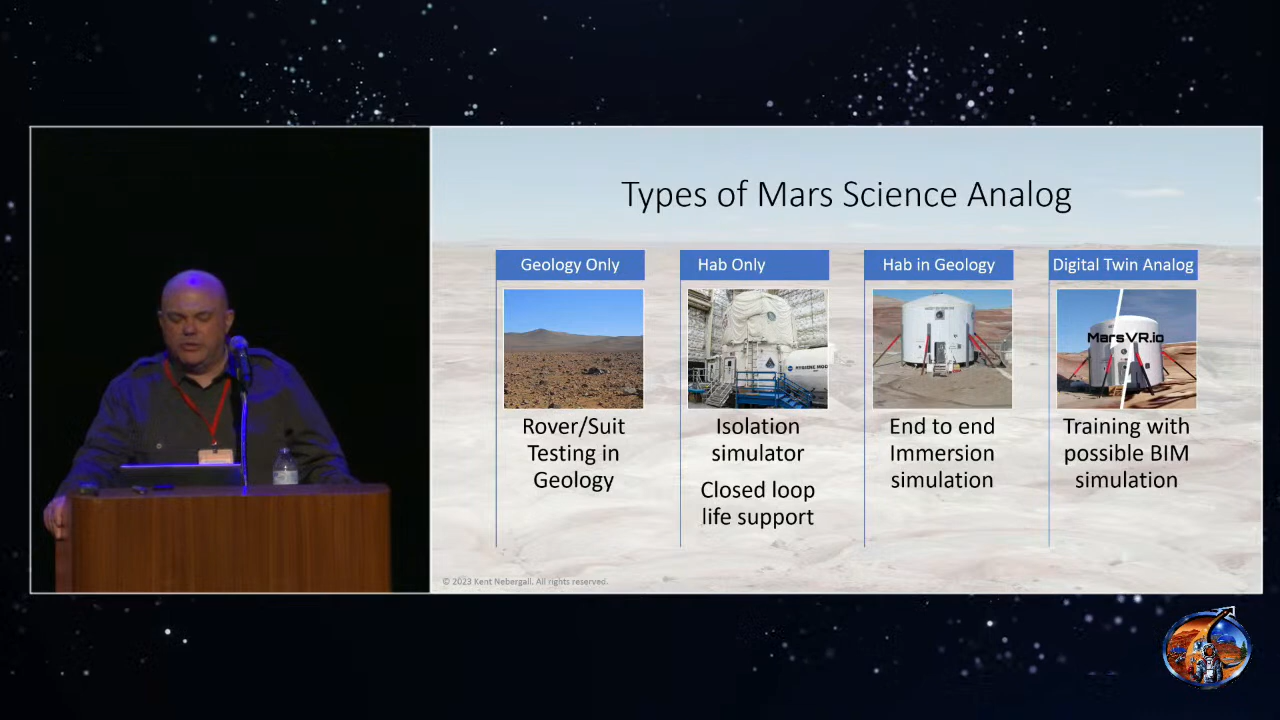 Types of Mars Science Analog
Geology Only
Rover/Suit
Testing in
Geology
Hab Only
HYGIENE MOD
Isolation
simulator
Closed loop
life support
Hab in Geology
End to end
Immersion
simulation
Digital Twin Analog
MarsVR.io
Training with
possible BIM
simulation
© 2023 Kent Nebergall. All rights reserved.